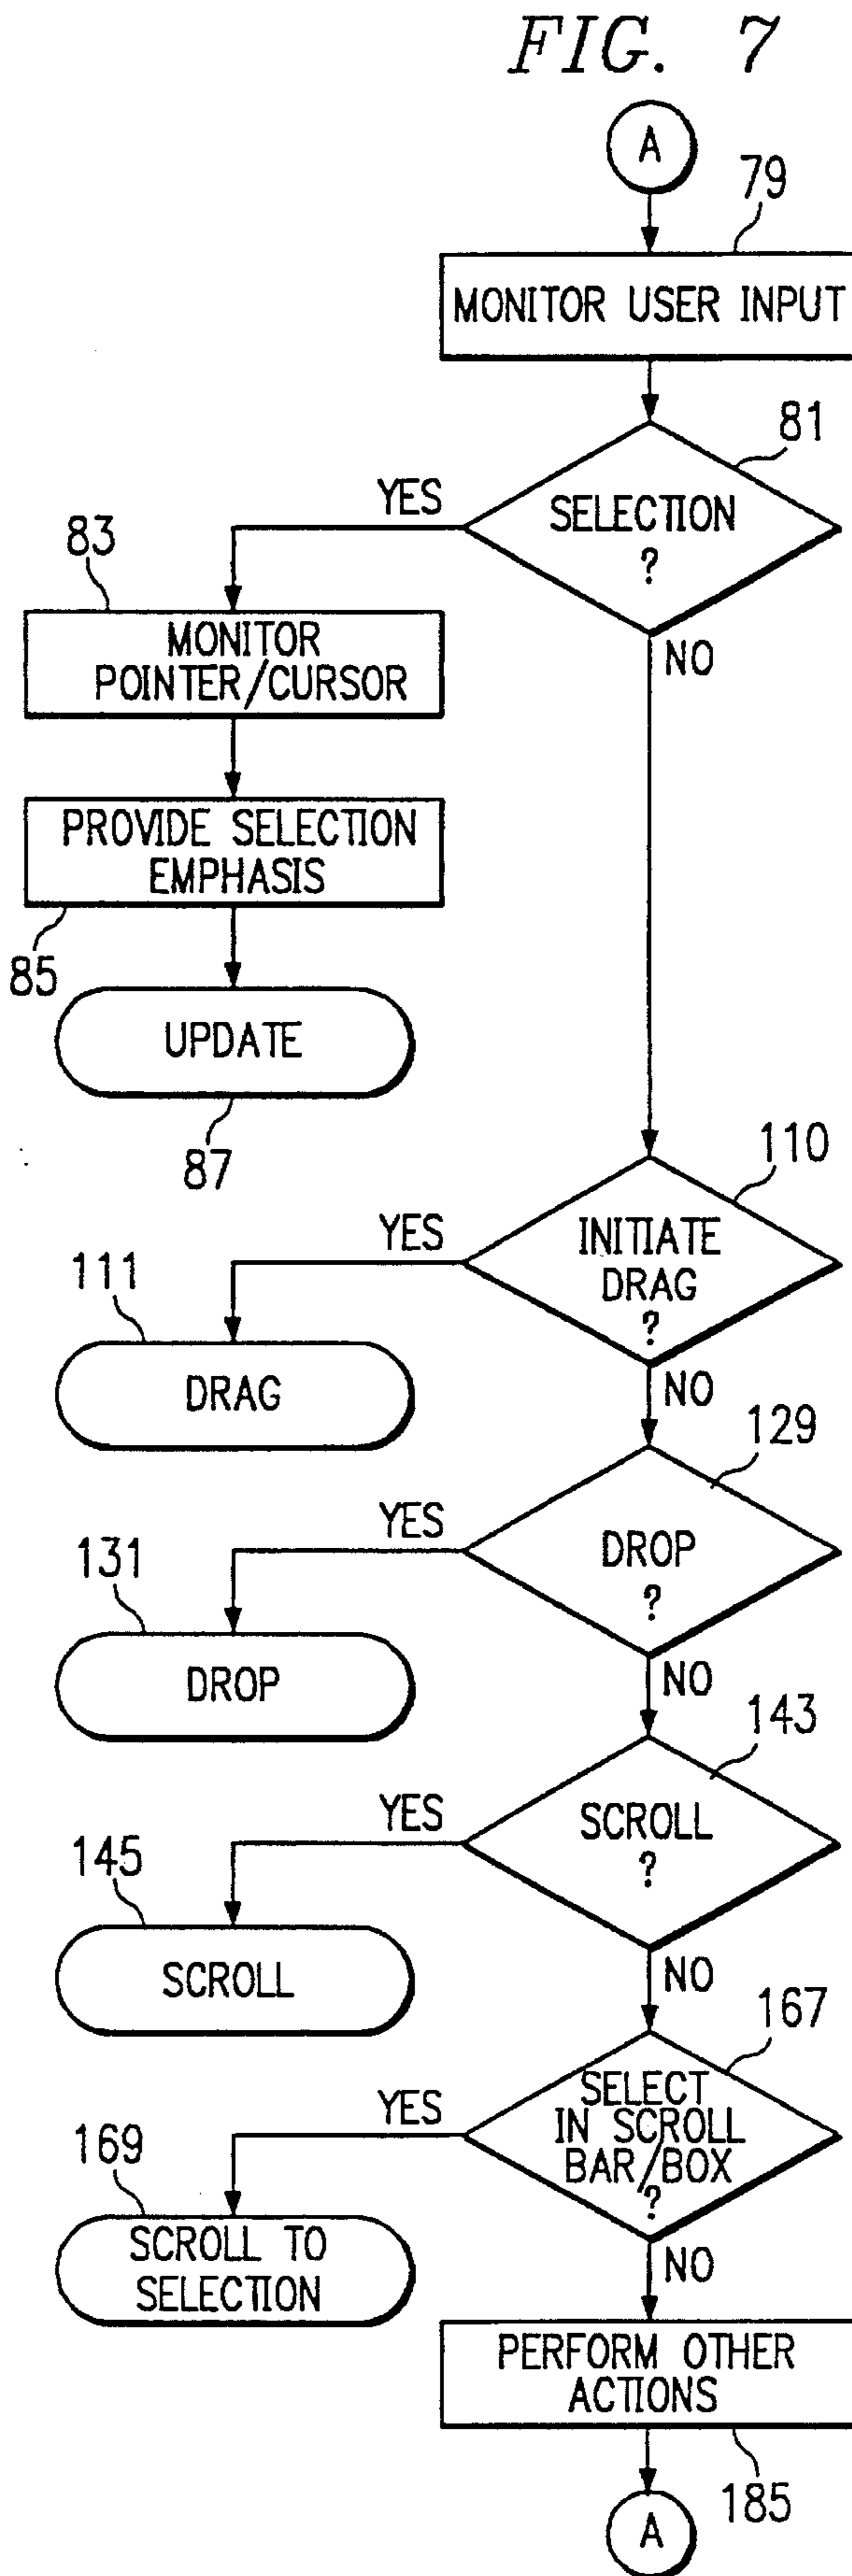 FIG. 7
A
79
MONITOR USER INPUT
81
SELECTION
?
YES
NO
83
MONITOR
POINTER/CURSOR
PROVIDE SELECTION
EMPHASIS
85
UPDATE
87
110
INITIATE
DRAG
?
YES
NO
111
DRAG
129
DROP
?
YES
NO
131
DROP
143
SCROLL
?
YES
NO
145
SCROLL
167
SELECT
IN SCROLL
BAR/BOX
?
YES
NO
169
SCROLL TO
SELECTION
PERFORM OTHER
ACTIONS
185
A